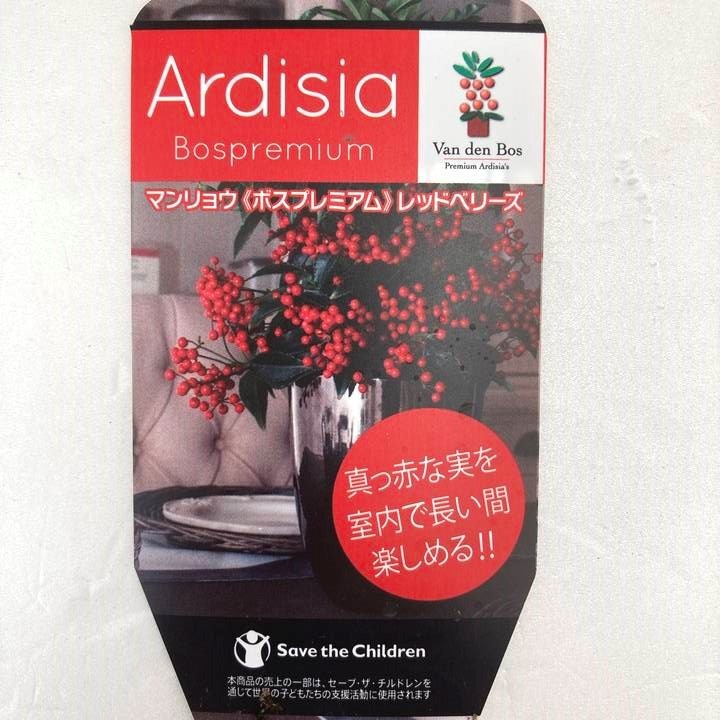 Ardisia
Bospremium
Van den Bos
Premium Ardisia's
マンリョウ《ボスプレミアム》レッドベリーズ
真っ赤な実を
室内で長い間
楽しめる!!
Save the Children
本商品の売上の一部は、セーブ・ザ・チルドレンを
通じて世界の子どもたちの支援活動に使用されます